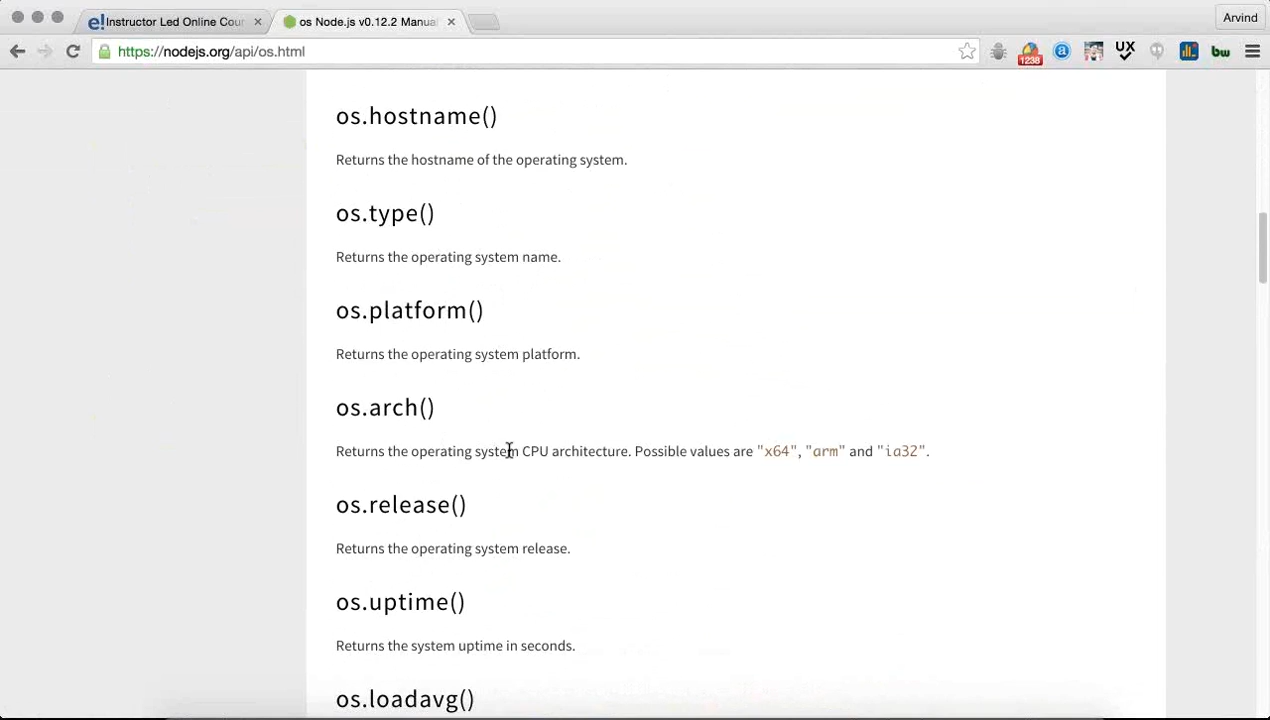 e! Instructor Led Online Cour
os Node.js v0.12.2 Manua
Arvind
https://nodejs.org/api/os.html
1238
a
UX
bw
os.hostname()
Returns the hostname of the operating system.
os.type()
Returns the operating system name.
os.platform()
Returns the operating system platform.
os.arch()
Returns the operating system CPU architecture. Possible values are "x64", "arm" and "ia32".
os.release()
Returns the operating system release.
os.uptime()
Returns the system uptime in seconds.
os.loadavg()